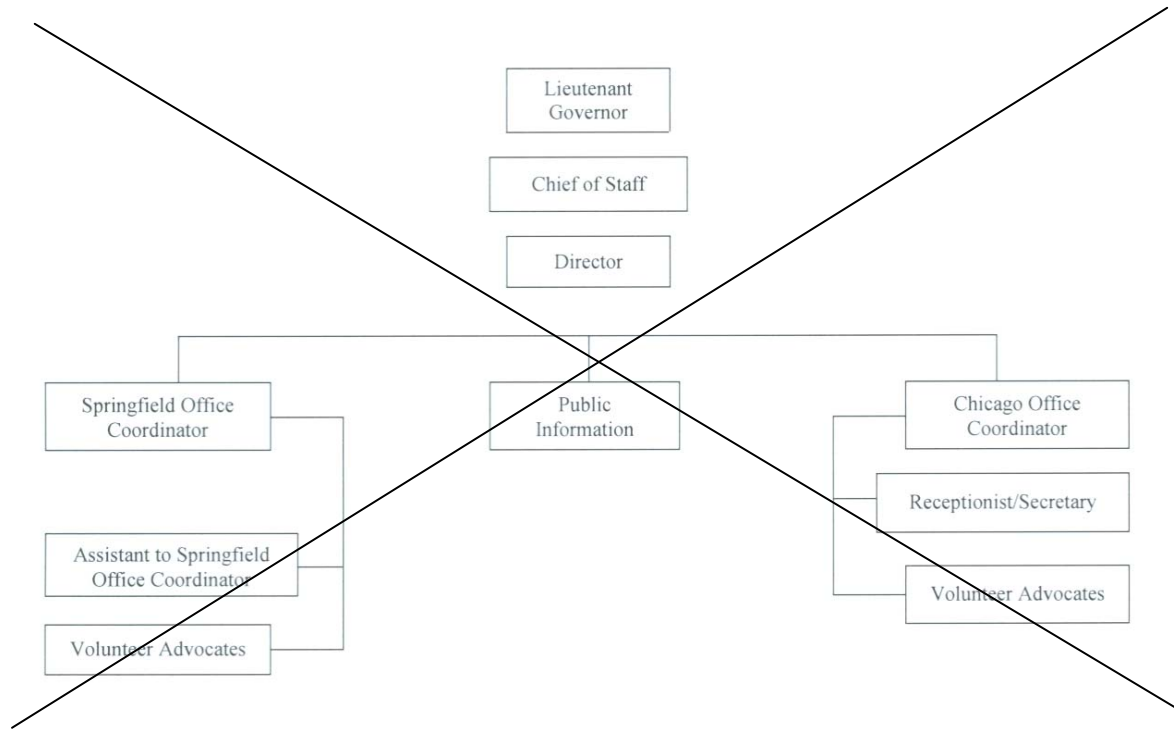 Lieutenant
Governor
Chief of Staff
Director
Springfield Office
Coordinator
Public
Information
Chicago Office
Coordinator
Receptionist/Secretary
Assistant to Springfield
Office Coordinator
Volunteer Advocates
Volunteer Advocates